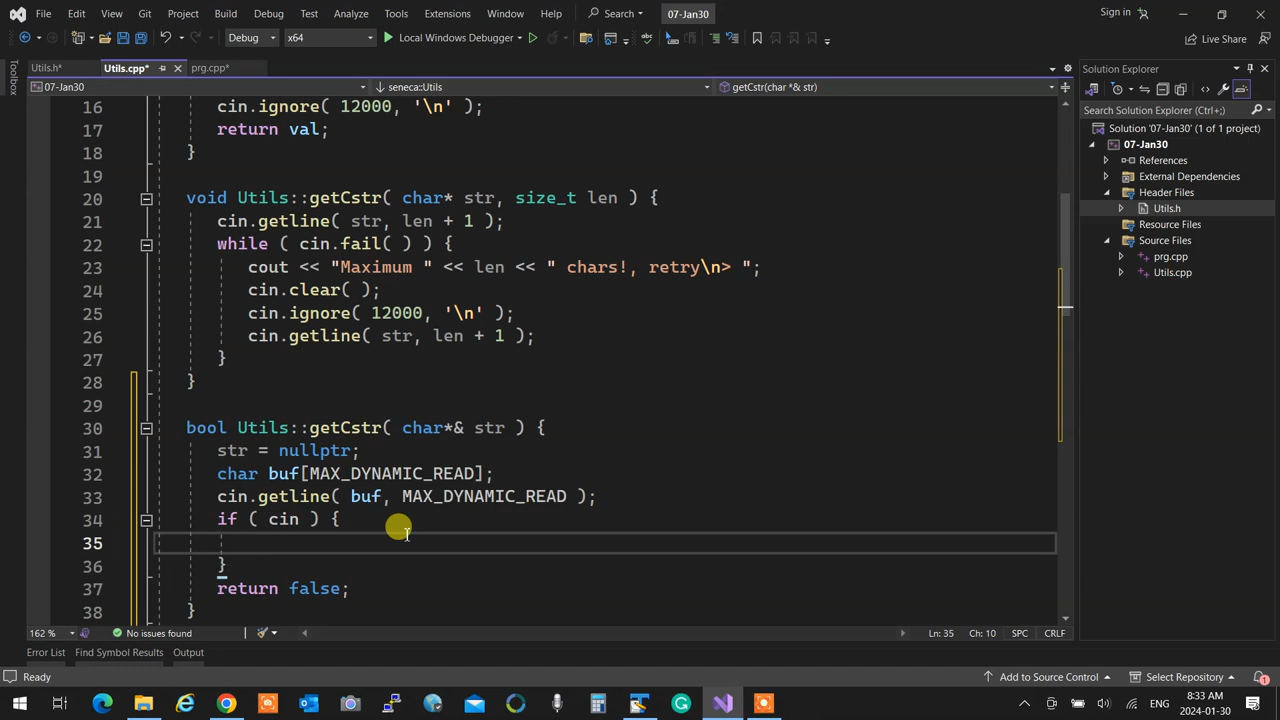 File Edit View Git Project Build Debug Test Analyze Tools Extensions Window Help Search 07-Jan30 Sign in
Debug x64 Local Windows Debugger Live Share
Toolbox
Utils.h* Utils.cpp* prg.cpp*
07-Jan30 seneca::Utils getCstr(char *& str)
16 cin.ignore( 12000, '\n' );
17 return val;
18 }
19
20 void Utils::getCstr( char* str, size_t len ) {
21 cin.getline( str, len + 1 );
22 while ( cin.fail( ) ) {
23 cout << "Maximum " << len << " chars!, retry\n> ";
24 cin.clear( );
25 cin.ignore( 12000, '\n' );
26 cin.getline( str, len + 1 );
27 }
28 }
29
30 bool Utils::getCstr( char*& str ) {
31 str = nullptr;
32 char buf[MAX_DYNAMIC_READ];
33 cin.getline( buf, MAX_DYNAMIC_READ );
34 if ( cin ) {
35
36 }
37 return false;
38 }
162 % No issues found Ln: 35 Ch: 10 SPC CRLF
Error List Find Symbol Results Output
Solution Explorer
Search Solution Explorer (Ctrl+;)
Solution '07-Jan30' (1 of 1 project)
07-Jan30
References
External Dependencies
Header Files
Utils.h
Resource Files
Source Files
prg.cpp
Utils.cpp
Ready Add to Source Control Select Repository 1
ENG 8:33 AM
2024-01-30